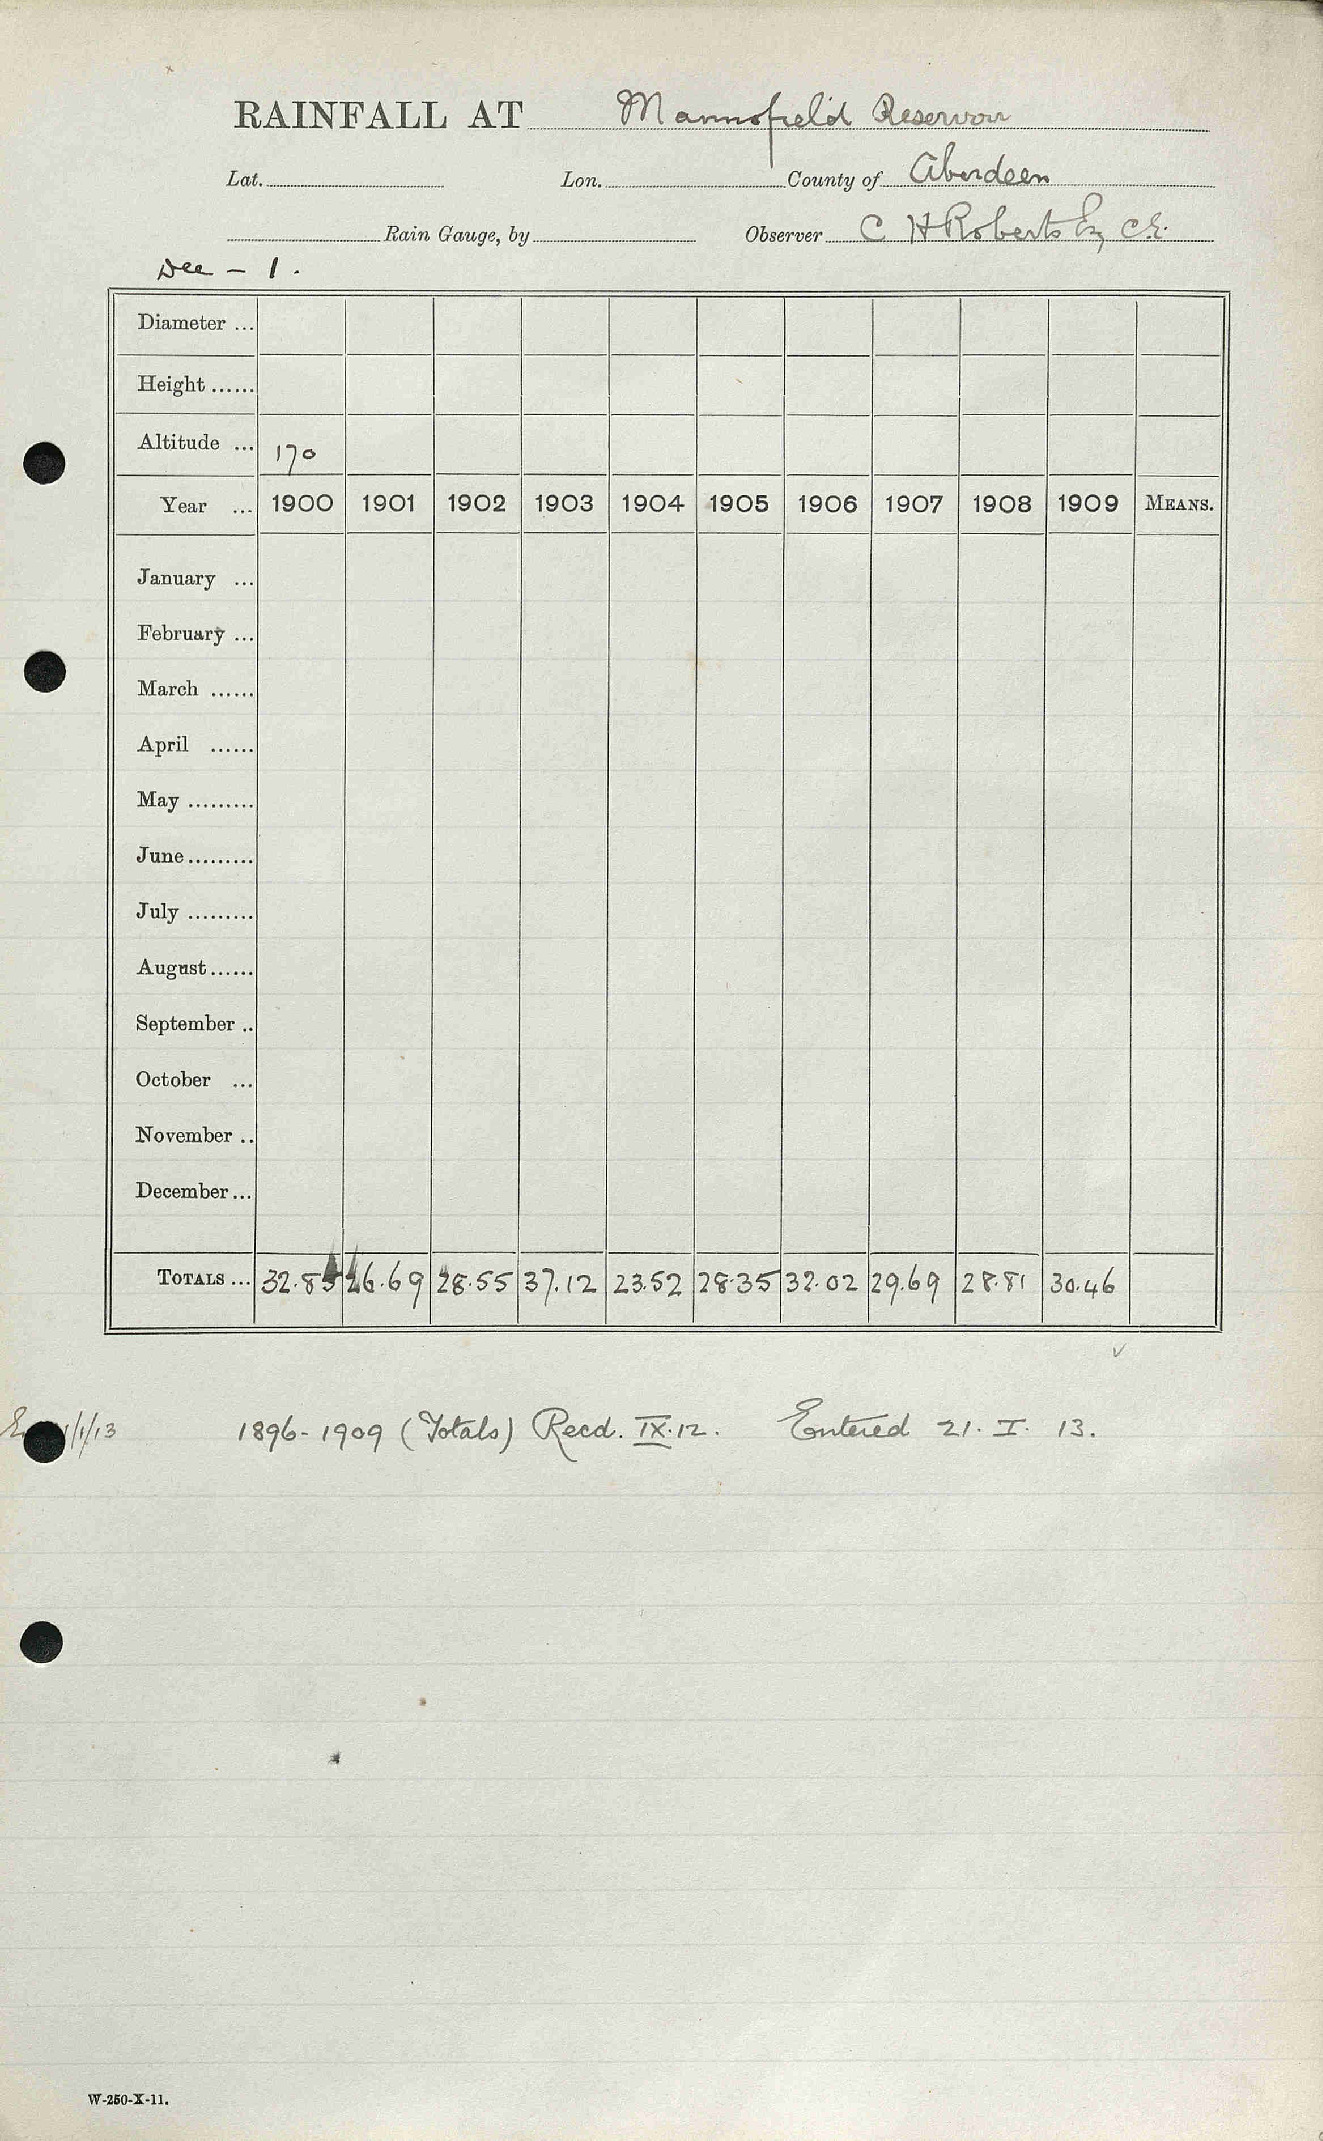 RAINFALL AT Mannofield Reservoir
Lat. Lon. County of Aberdeen
Rain Gauge, by Observer C H Roberts Esq C.E.
Dee - 1.
Diameter ...
Height ......
Altitude ... 170
Year ... 1900 1901 1902 1903 1904 1905 1906 1907 1908 1909 MEANS.
January ...
February ...
March ......
April ......
May .........
June .........
July .........
August ......
September ..
October ...
November ..
December ...
TOTALS ... 32.85 26.69 28.55 37.12 23.52 28.35 32.02 29.69 28.81 30.46
1/1/13 1896-1909 (Totals) Recd. IX.12. Entered 21. I. 13.
W-250-X-11.